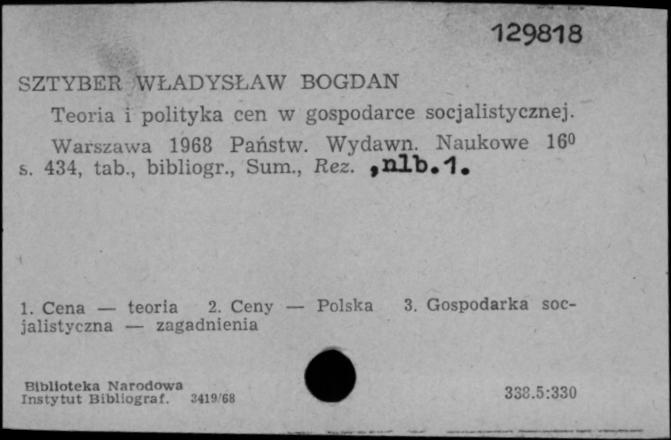 129818
SZTYBER WŁADYSŁAW BOGDAN
Teoria i polityka cen w gospodarce socjalistycznej.
Warszawa 1968 Państw. Wydawn. Naukowe 16⁰
s. 434, tab., bibliogr., Sum., Rez. ,nlb.1.
1. Cena — teoria 2. Ceny — Polska 3. Gospodarka soc-
jalistyczna — zagadnienia
Biblioteka Narodowa
Instytut Bibliograf. 3419/68
338.5:330